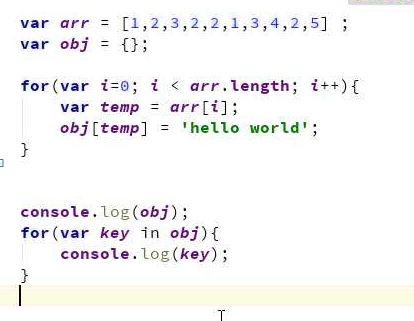 var arr = [1,2,3,2,2,1,3,4,2,5] ;
var obj = {};
for(var i=0; i < arr.length; i++){
var temp = arr[i];
obj[temp] = 'hello world';
}
console.log(obj);
for(var key in obj){
console.log(key);
}